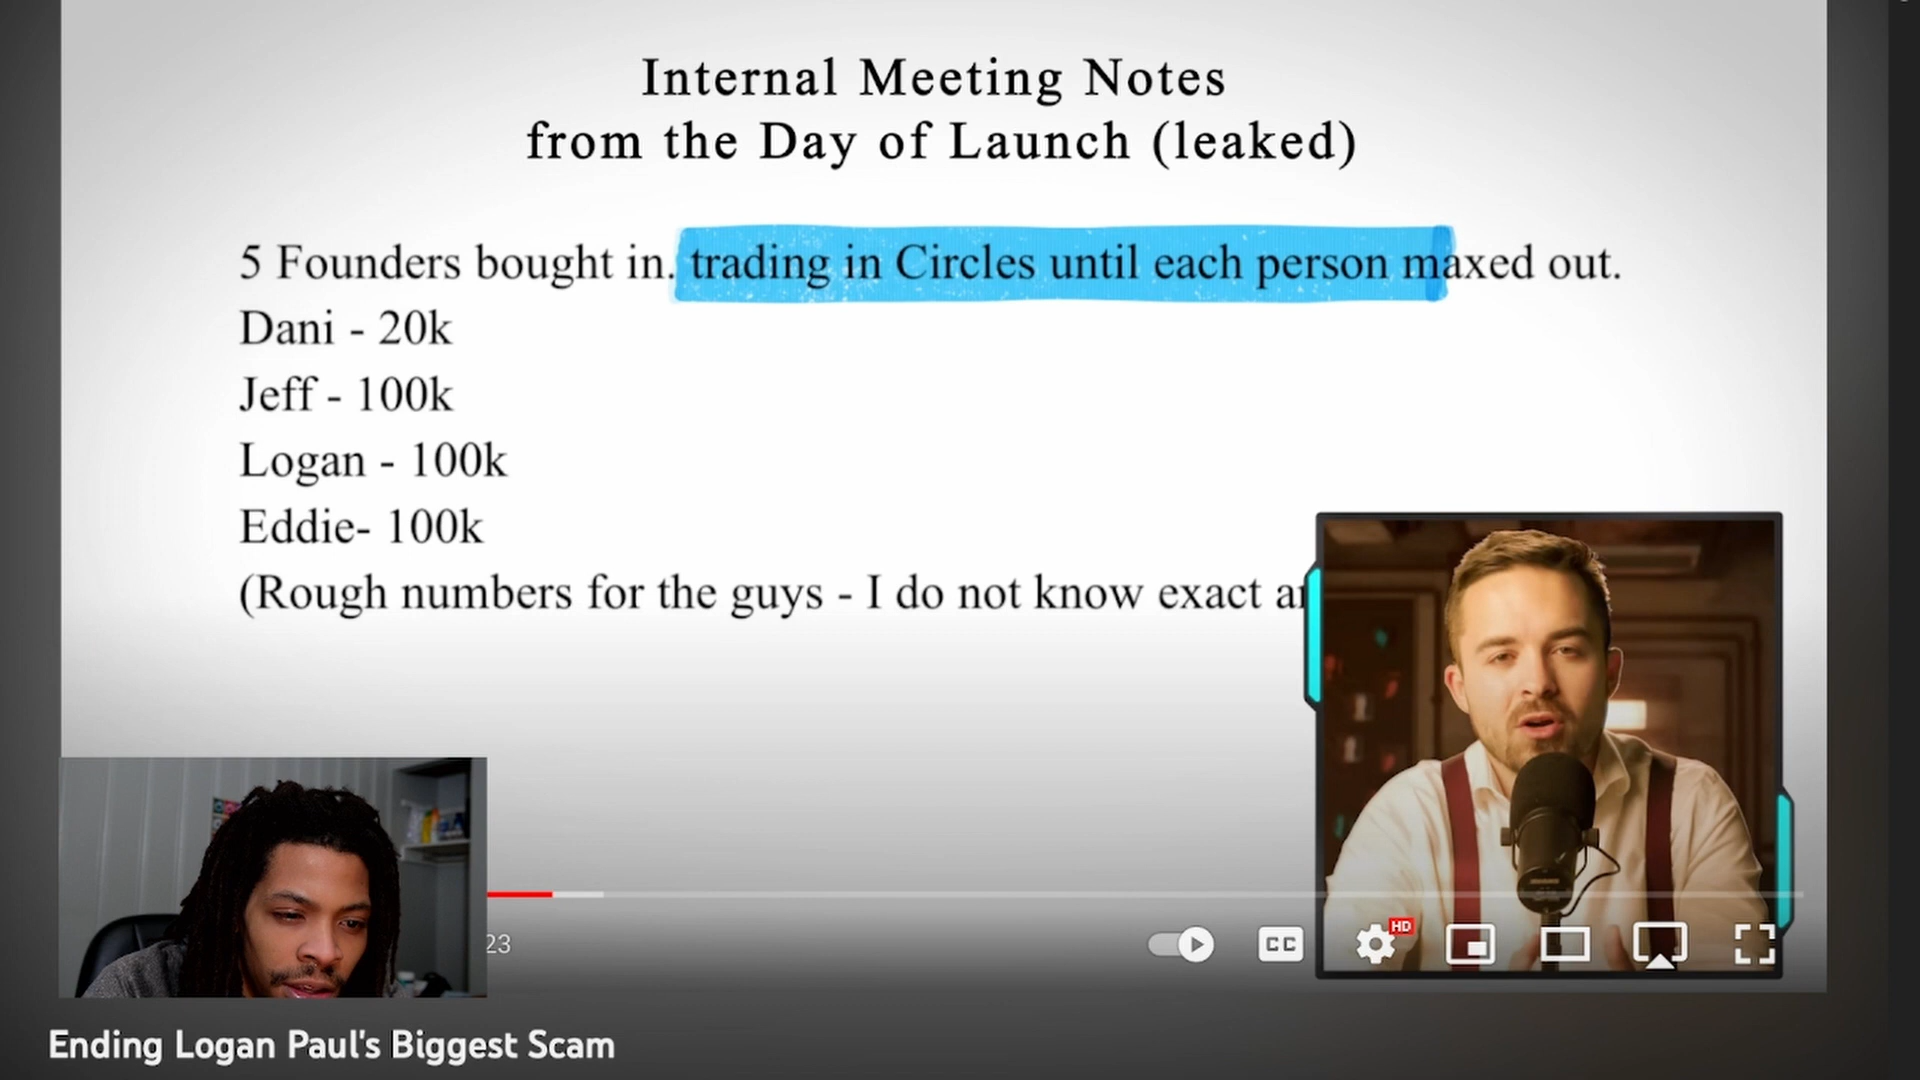 Internal Meeting Notes
from the Day of Launch (leaked)
5 Founders bought in. trading in Circles until each person maxed out.
Dani - 20k
Jeff - 100k
Logan - 100k
Eddie- 100k
(Rough numbers for the guys - I do not know exact
23
CC
HD
Ending Logan Paul's Biggest Scam